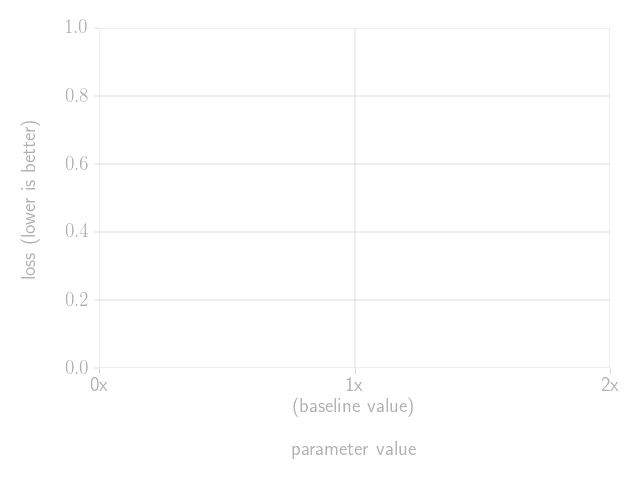 1.0
0.8
0.6
0.4
0.2
0.0
loss (lower is better)
0x 1x 2x
(baseline value)
parameter value